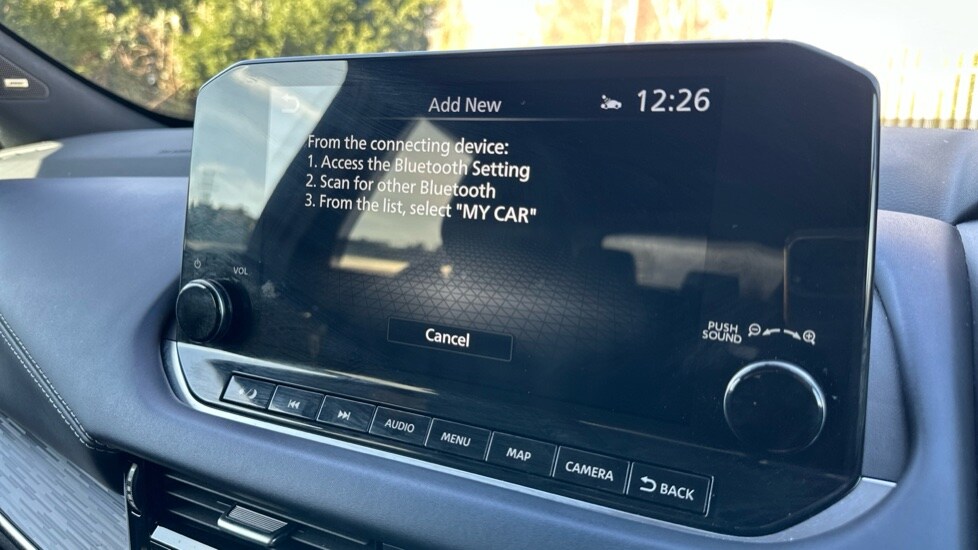 Add New
12:26
From the connecting device:
1. Access the Bluetooth Setting
2. Scan for other Bluetooth
3. From the list, select "MY CAR"
VOL
Cancel
PUSH
SOUND
AUDIO
MENU
MAP
CAMERA
BACK